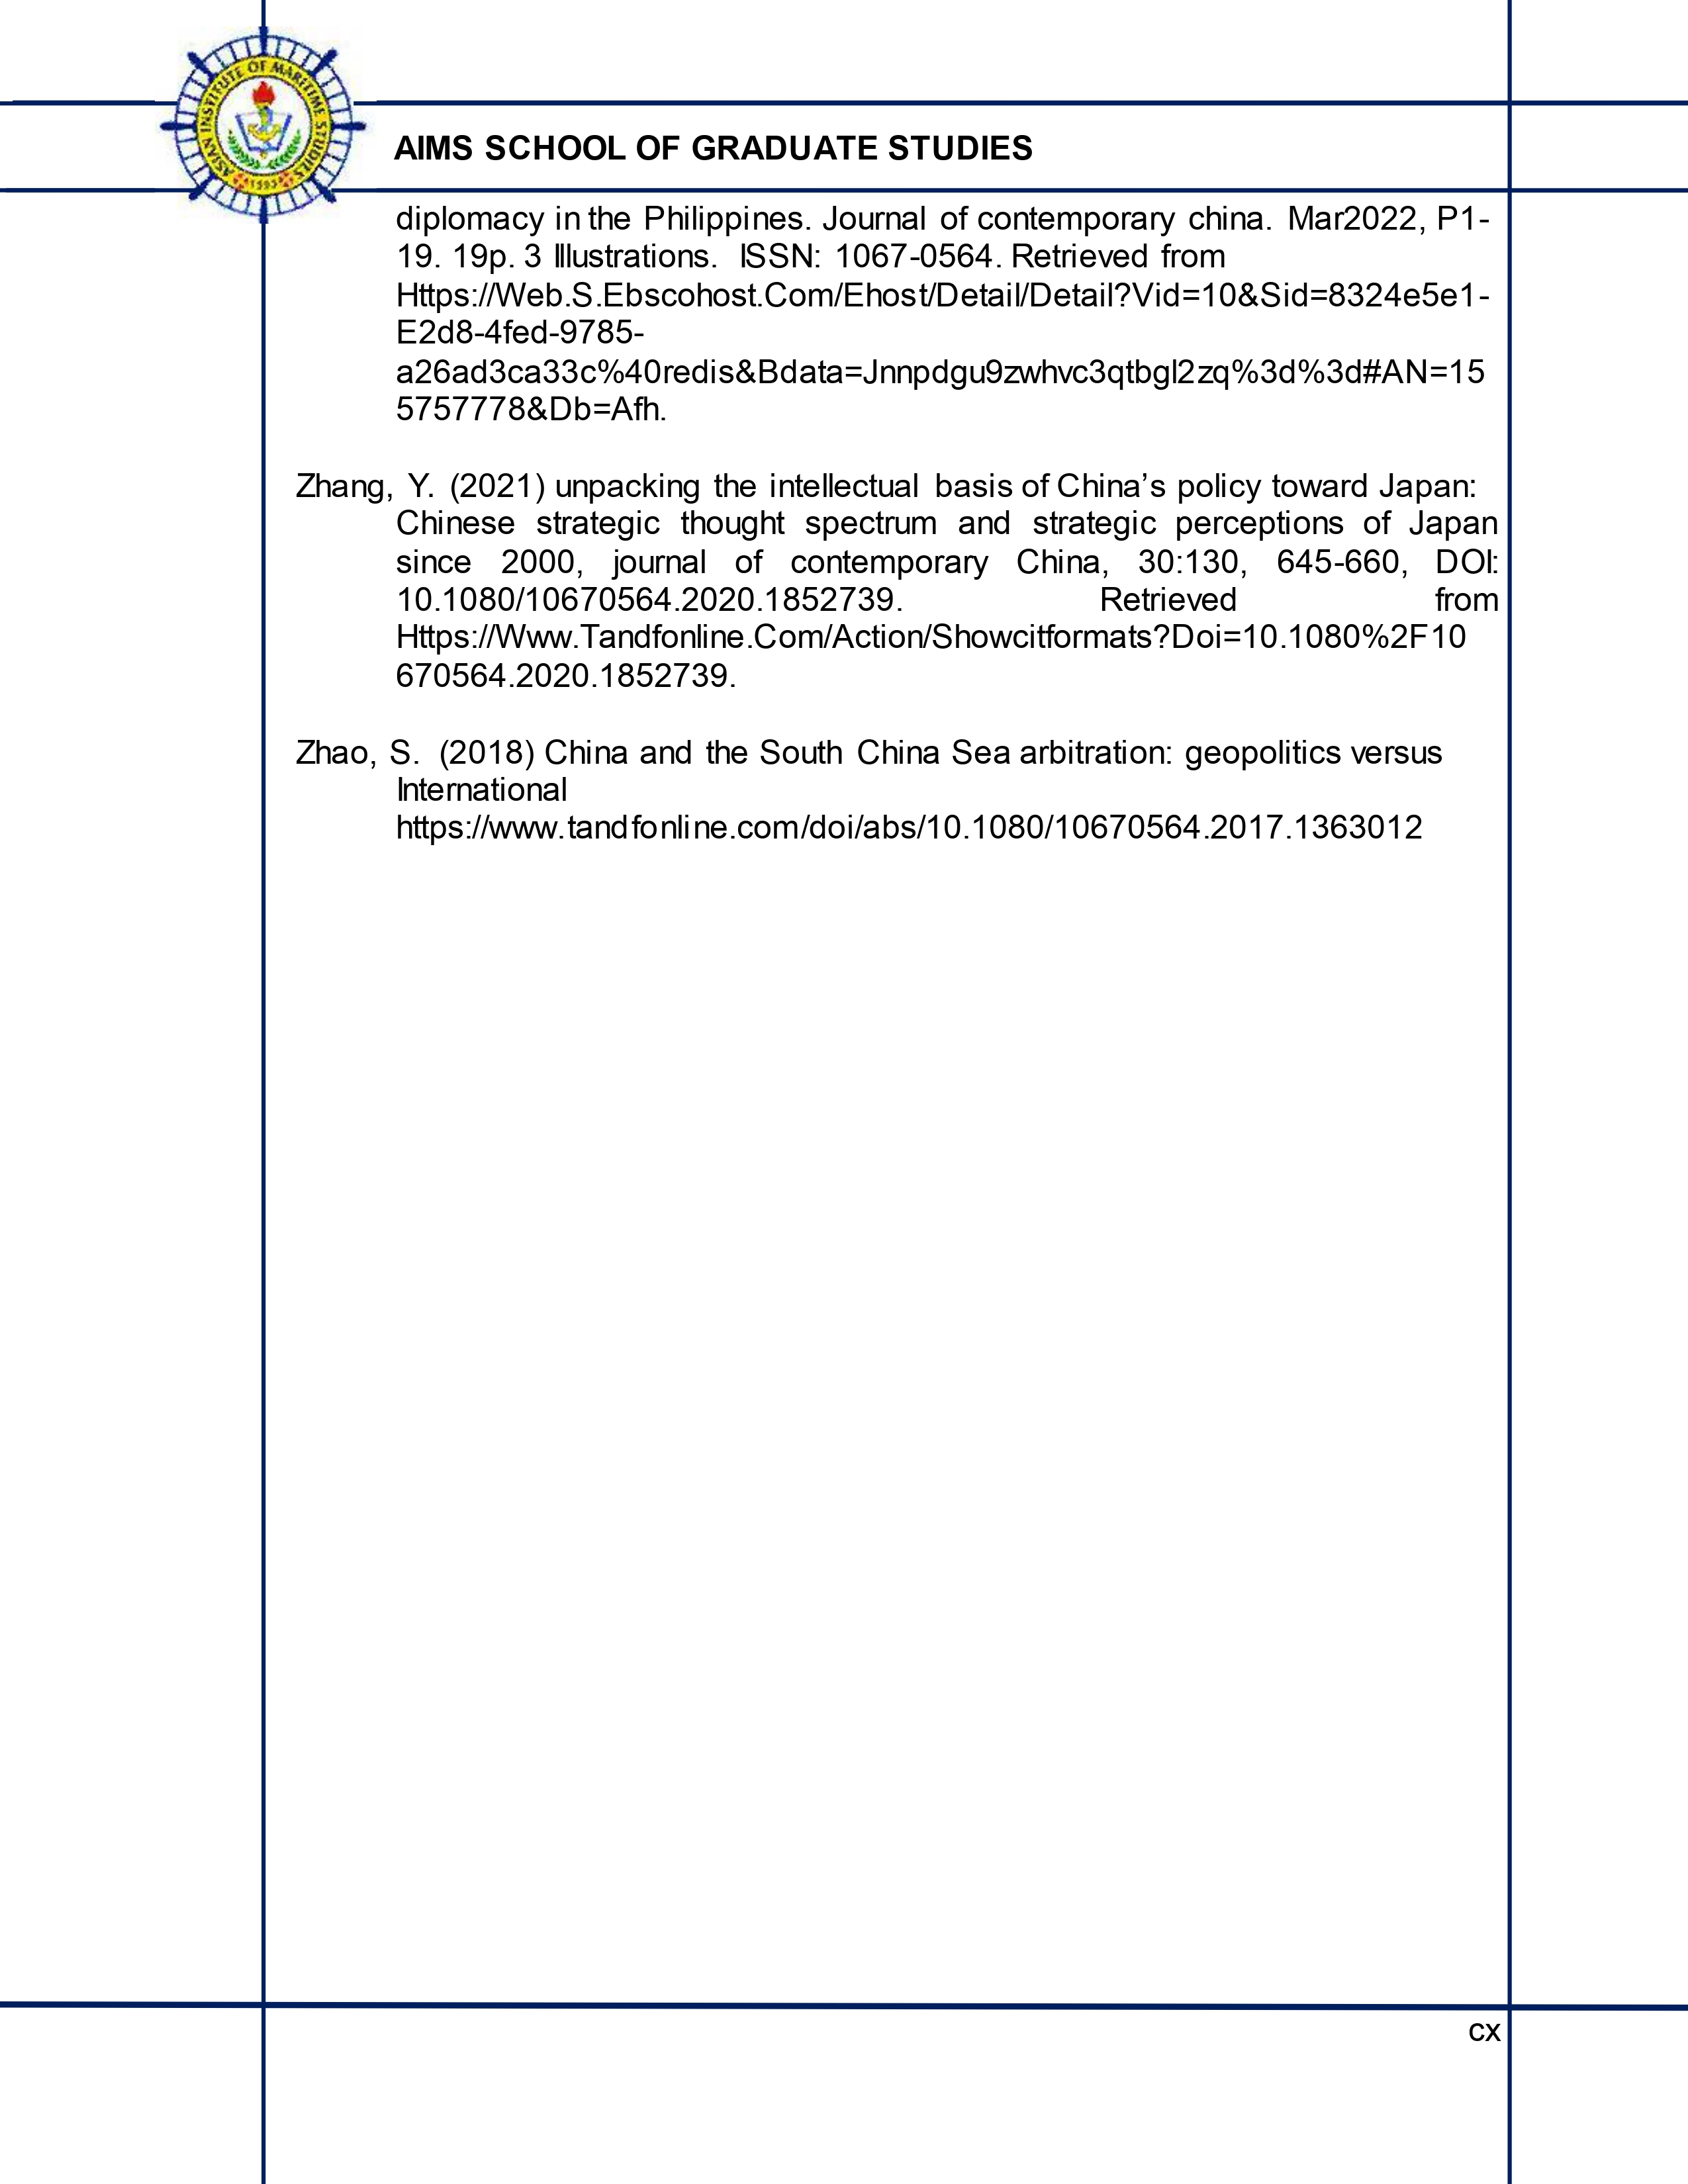 ASIAN INSTITUTE OF MARITIME STUDIES
1993
AIMS SCHOOL OF GRADUATE STUDIES
diplomacy in the Philippines. Journal of contemporary china. Mar2022, P1-
19. 19p. 3 Illustrations. ISSN: 1067-0564. Retrieved from
Https://Web.S.Ebscohost.Com/Ehost/Detail/Detail?Vid=10&Sid=8324e5e1-
E2d8-4fed-9785-
a26ad3ca33c%40redis&Bdata=Jnnpdgu9zwhvc3qtbgl2zq%3d%3d#AN=15
5757778&Db=Afh.
Zhang, Y. (2021) unpacking the intellectual basis of China’s policy toward Japan:
Chinese strategic thought spectrum and strategic perceptions of Japan
since 2000, journal of contemporary China, 30:130, 645-660, DOI:
10.1080/10670564.2020.1852739. Retrieved from
Https://Www.Tandfonline.Com/Action/Showcitformats?Doi=10.1080%2F10
670564.2020.1852739.
Zhao, S. (2018) China and the South China Sea arbitration: geopolitics versus
International
https://www.tandfonline.com/doi/abs/10.1080/10670564.2017.1363012
cx